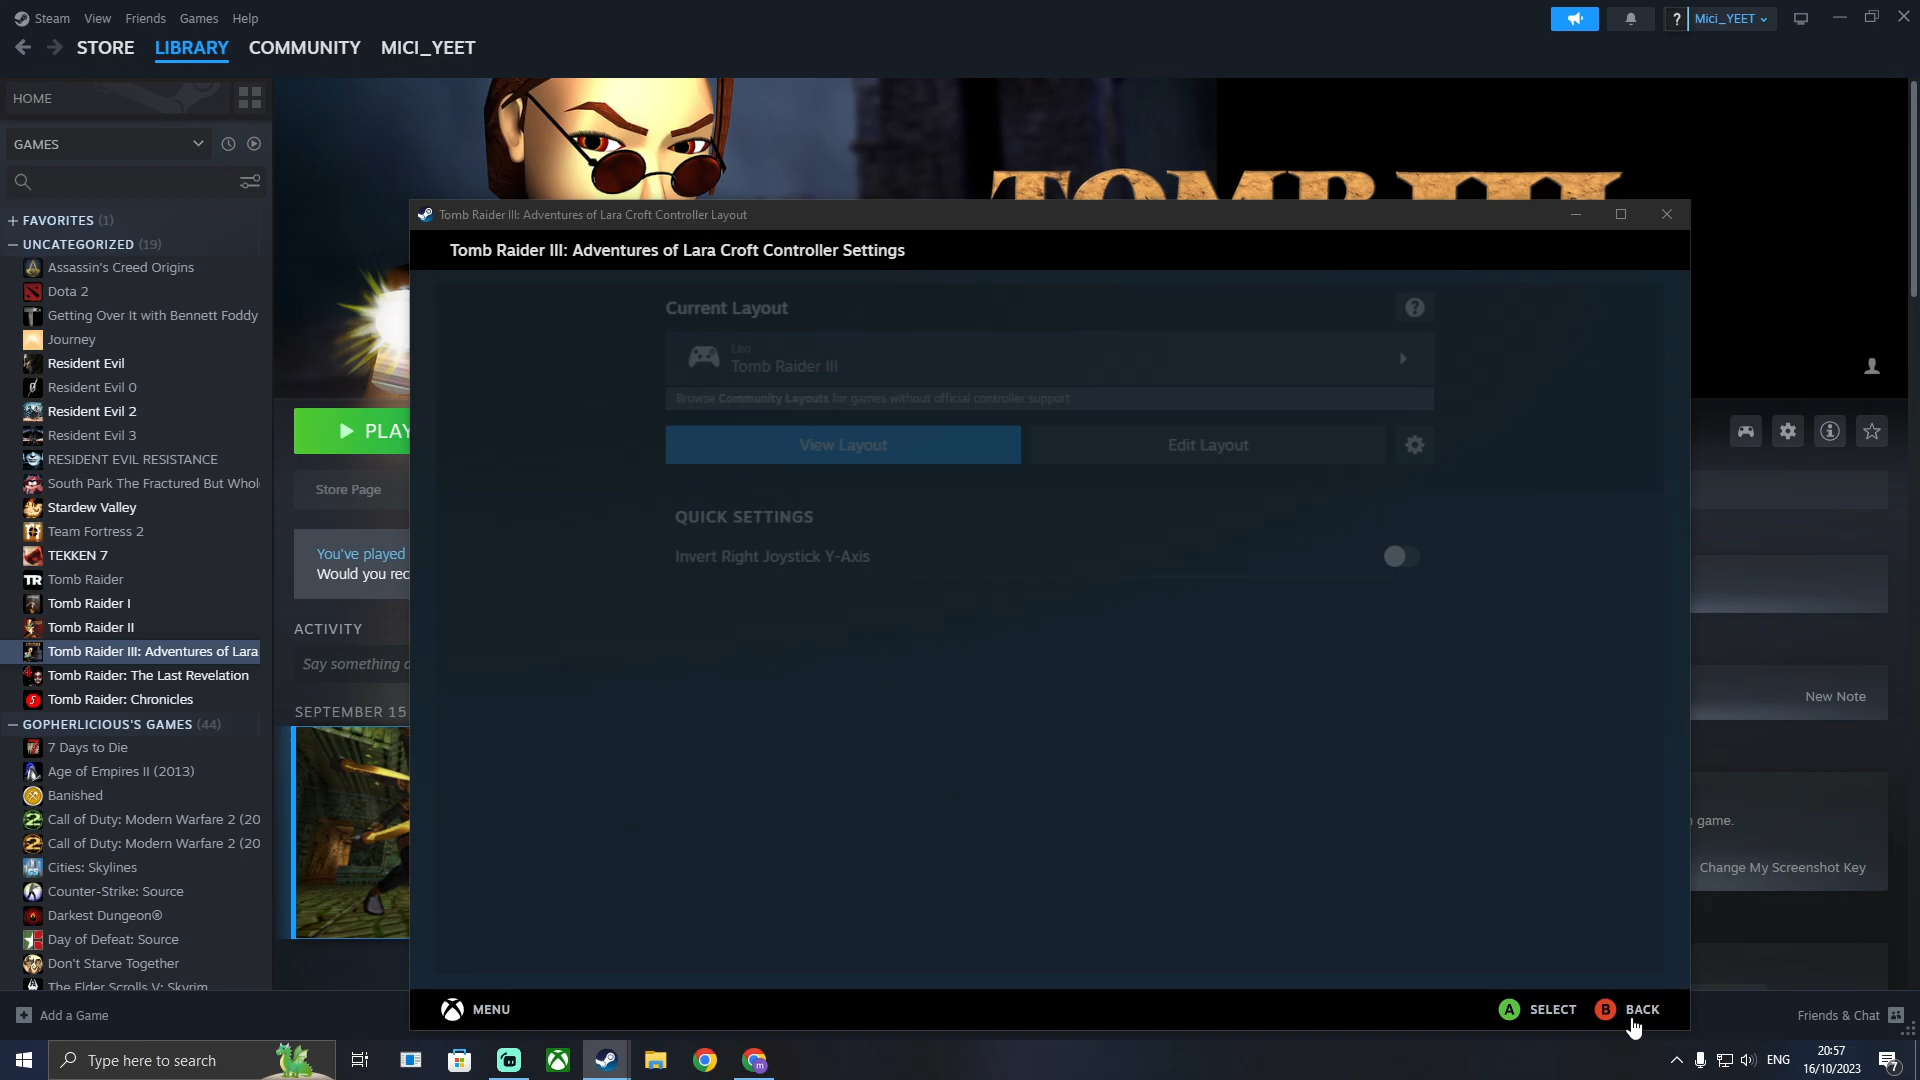 Steam View Friends Games Help
? Mici_YEET
STORE LIBRARY COMMUNITY MICI_YEET
HOME
GAMES
FAVORITES (1)
UNCATEGORIZED (19)
Assassin's Creed Origins
Dota 2
Getting Over It with Bennett Foddy
Journey
Resident Evil
Resident Evil 0
Resident Evil 2
Resident Evil 3
RESIDENT EVIL RESISTANCE
South Park The Fractured But Whol
Stardew Valley
Team Fortress 2
TEKKEN 7
TR Tomb Raider
Tomb Raider I
Tomb Raider II
Tomb Raider III: Adventures of Lara
Tomb Raider: The Last Revelation
Tomb Raider: Chronicles
GOPHERLICIOUS'S GAMES (44)
7 Days to Die
Age of Empires II (2013)
Banished
Call of Duty: Modern Warfare 2 (20
Call of Duty: Modern Warfare 2 (20
Cities: Skylines
Counter-Strike: Source
Darkest Dungeon®
Day of Defeat: Source
Don't Starve Together
The Elder Scrolls V: Skyrim
Add a Game
TOMB III
PLAY
Store Page
You've played
Would you rec
ACTIVITY
Say something a
SEPTEMBER 15
Tomb Raider III: Adventures of Lara Croft Controller Layout
Tomb Raider III: Adventures of Lara Croft Controller Settings
Current Layout
?
Leo
Tomb Raider III
Browse Community Layouts for games without official controller support
View Layout Edit Layout
QUICK SETTINGS
Invert Right Joystick Y-Axis
MENU
A SELECT B BACK
New Note
game.
Change My Screenshot Key
Friends & Chat
Type here to search
ENG
20:57
16/10/2023
7